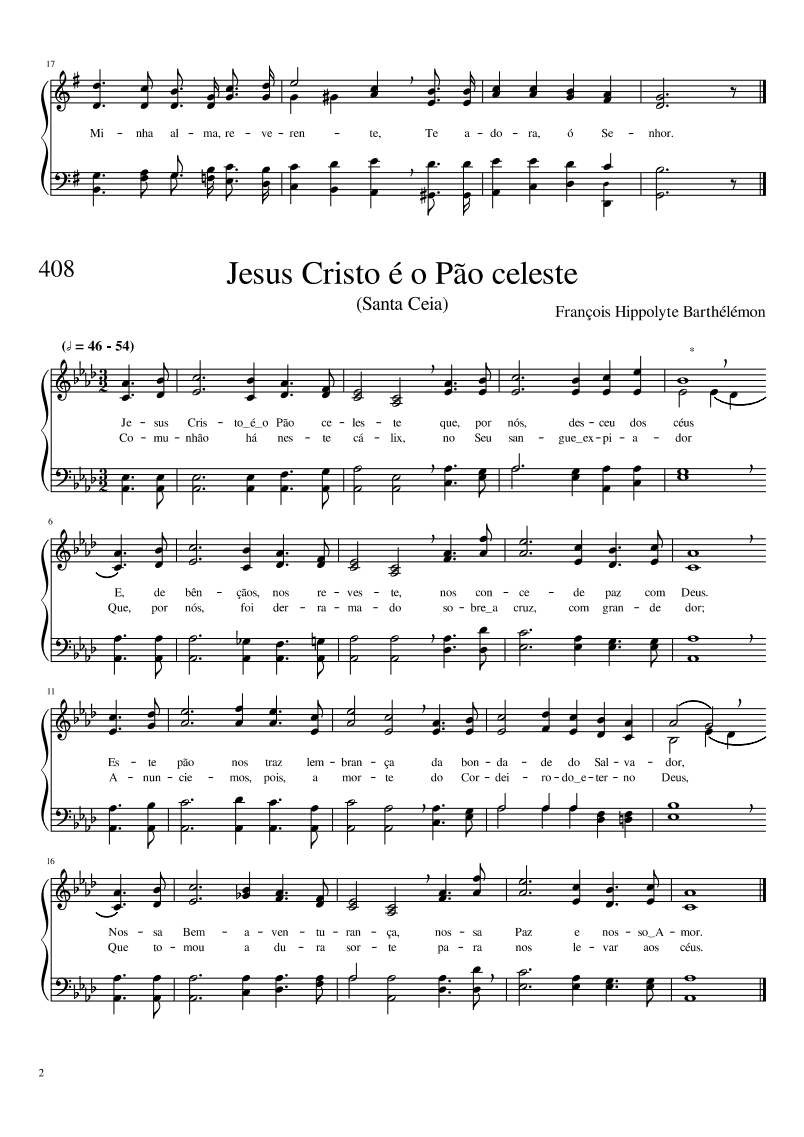 17
Mi - nha al - ma, re - ve - ren - te, Te a - do - ra, ó Se - nhor.
408
Jesus Cristo é o Pão celeste
(Santa Ceia)
François Hippolyte Barthélémon
(𝅗𝅥 = 46 - 54)
*
3 2
Je - sus Cris - to_é_o Pão ce - les - te que, por nós, des - ceu dos céus
Co - mu - nhão há nes - te cá - lix, no Seu san - gue_ex - pi - a - dor
3 2
6
E, de bên - çãos, nos re - ves - te, nos con - ce - de paz com Deus.
Que, por nós, foi der - ra - ma - do so - bre_a cruz, com gran - de dor;
11
Es - te pão nos traz lem - bran - ça da bon - da - de do Sal - va - dor,
A - nun - cie - mos, pois, a mor - te do Cor - dei - ro - do_e - ter - no Deus,
16
Nos - sa Bem - a - ven - tu - ran - ça, nos - sa Paz e nos - so_A - mor.
Que to - mou a du - ra sor - te pa - ra nos le - var aos céus.
2